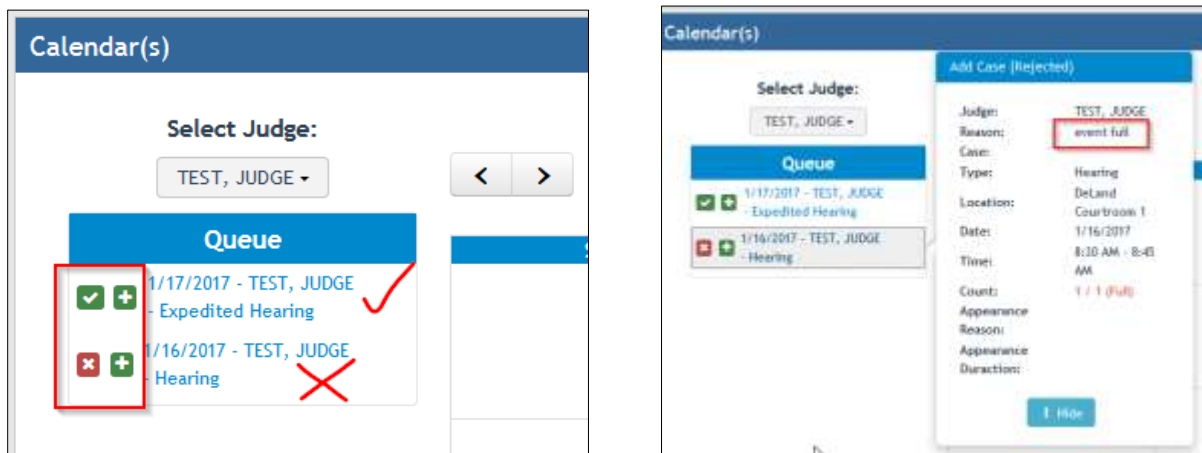 Calendar(s)
Select Judge:
TEST, JUDGE
Queue
1/17/2017 - TEST, JUDGE
- Expedited Hearing
1/16/2017 - TEST, JUDGE
- Hearing
Calendar(s)
Select Judge:
TEST, JUDGE
Queue
1/17/2017 - TEST, JUDGE
- Expedited Hearing
1/16/2017 - TEST, JUDGE
- Hearing
Add Case (Rejected)
Judge: TEST, JUDGE
Reason: event full
Case:
Type: Hearing
Location: DeLand
Courtroom 1
Date: 1/16/2017
Time: 8:30 AM - 8:45
AM
Count: 1 / 1 (Full)
Appearance
Reason:
Appearance
Duraction:
Hide